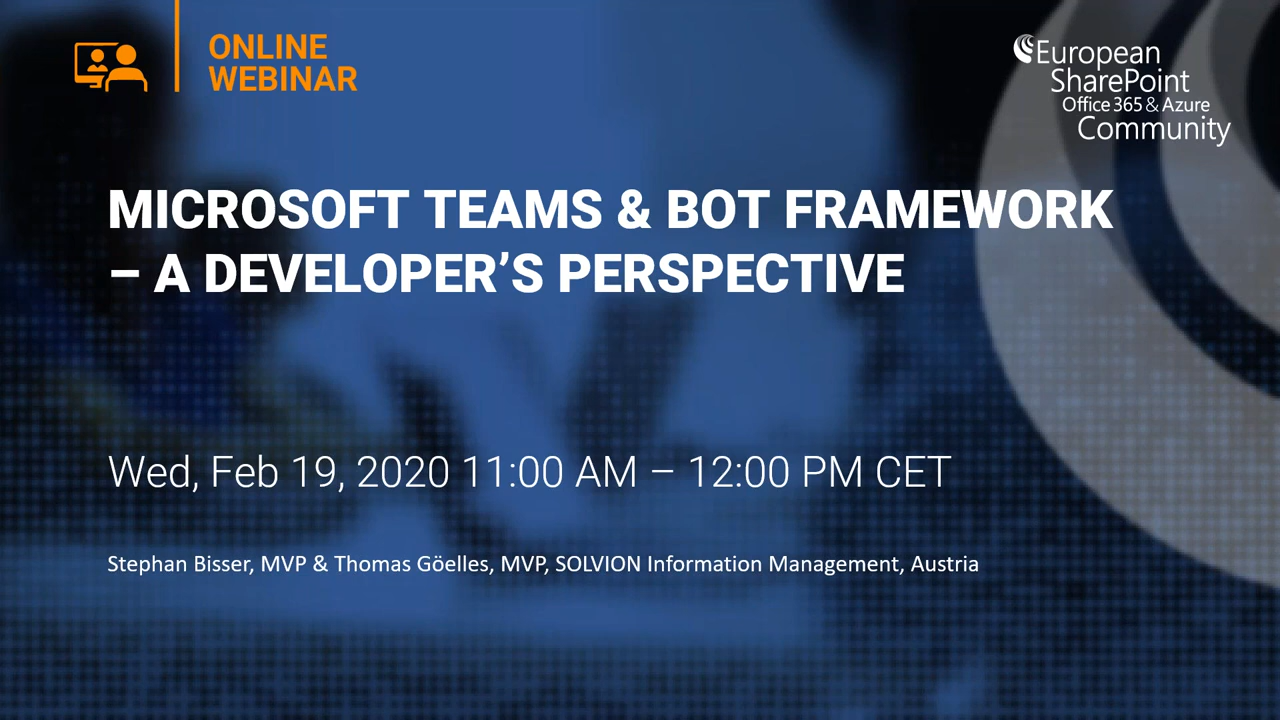 ONLINE
WEBINAR
European
SharePoint
Office 365 & Azure
Community
MICROSOFT TEAMS & BOT FRAMEWORK
– A DEVELOPER’S PERSPECTIVE
Wed, Feb 19, 2020 11:00 AM – 12:00 PM CET
Stephan Bisser, MVP & Thomas Göelles, MVP, SOLVION Information Management, Austria